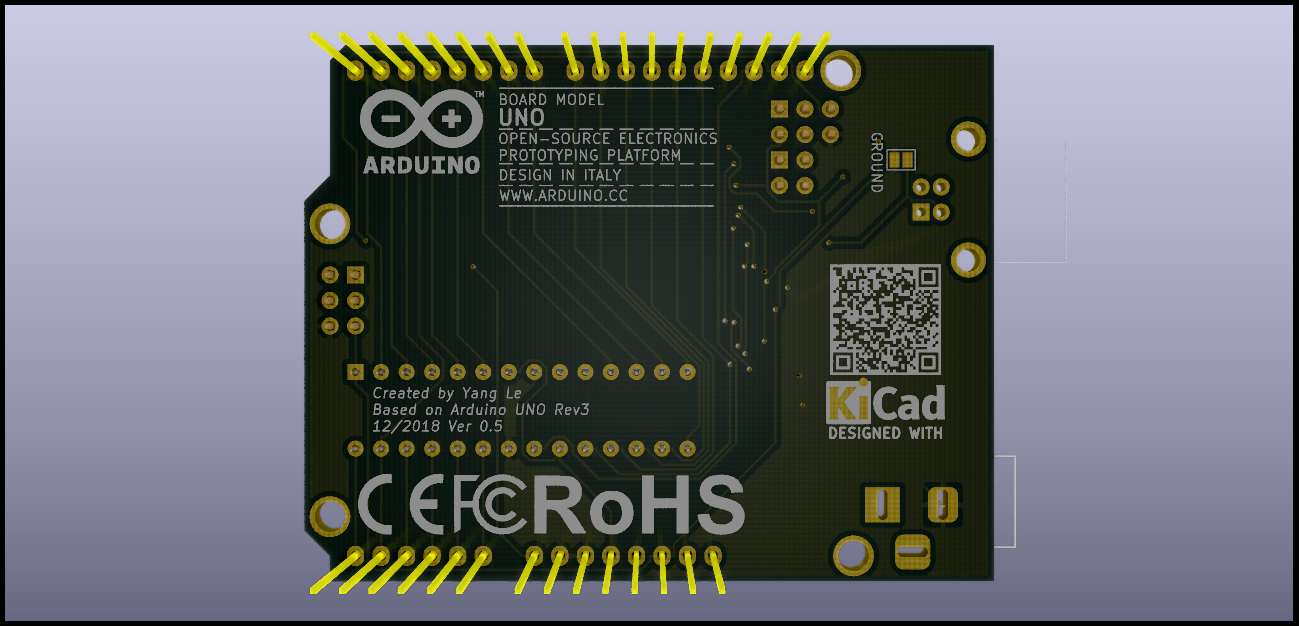 ARDUINO
™
BOARD MODEL
UNO
OPEN-SOURCE ELECTRONICS
PROTOTYPING PLATFORM
DESIGN IN ITALY
WWW.ARDUINO.CC
GROUND
KiCad
DESIGNED WITH
Created by Yang Le
Based on Arduino UNO Rev3
12/2018 Ver 0.5
CE FC RoHS